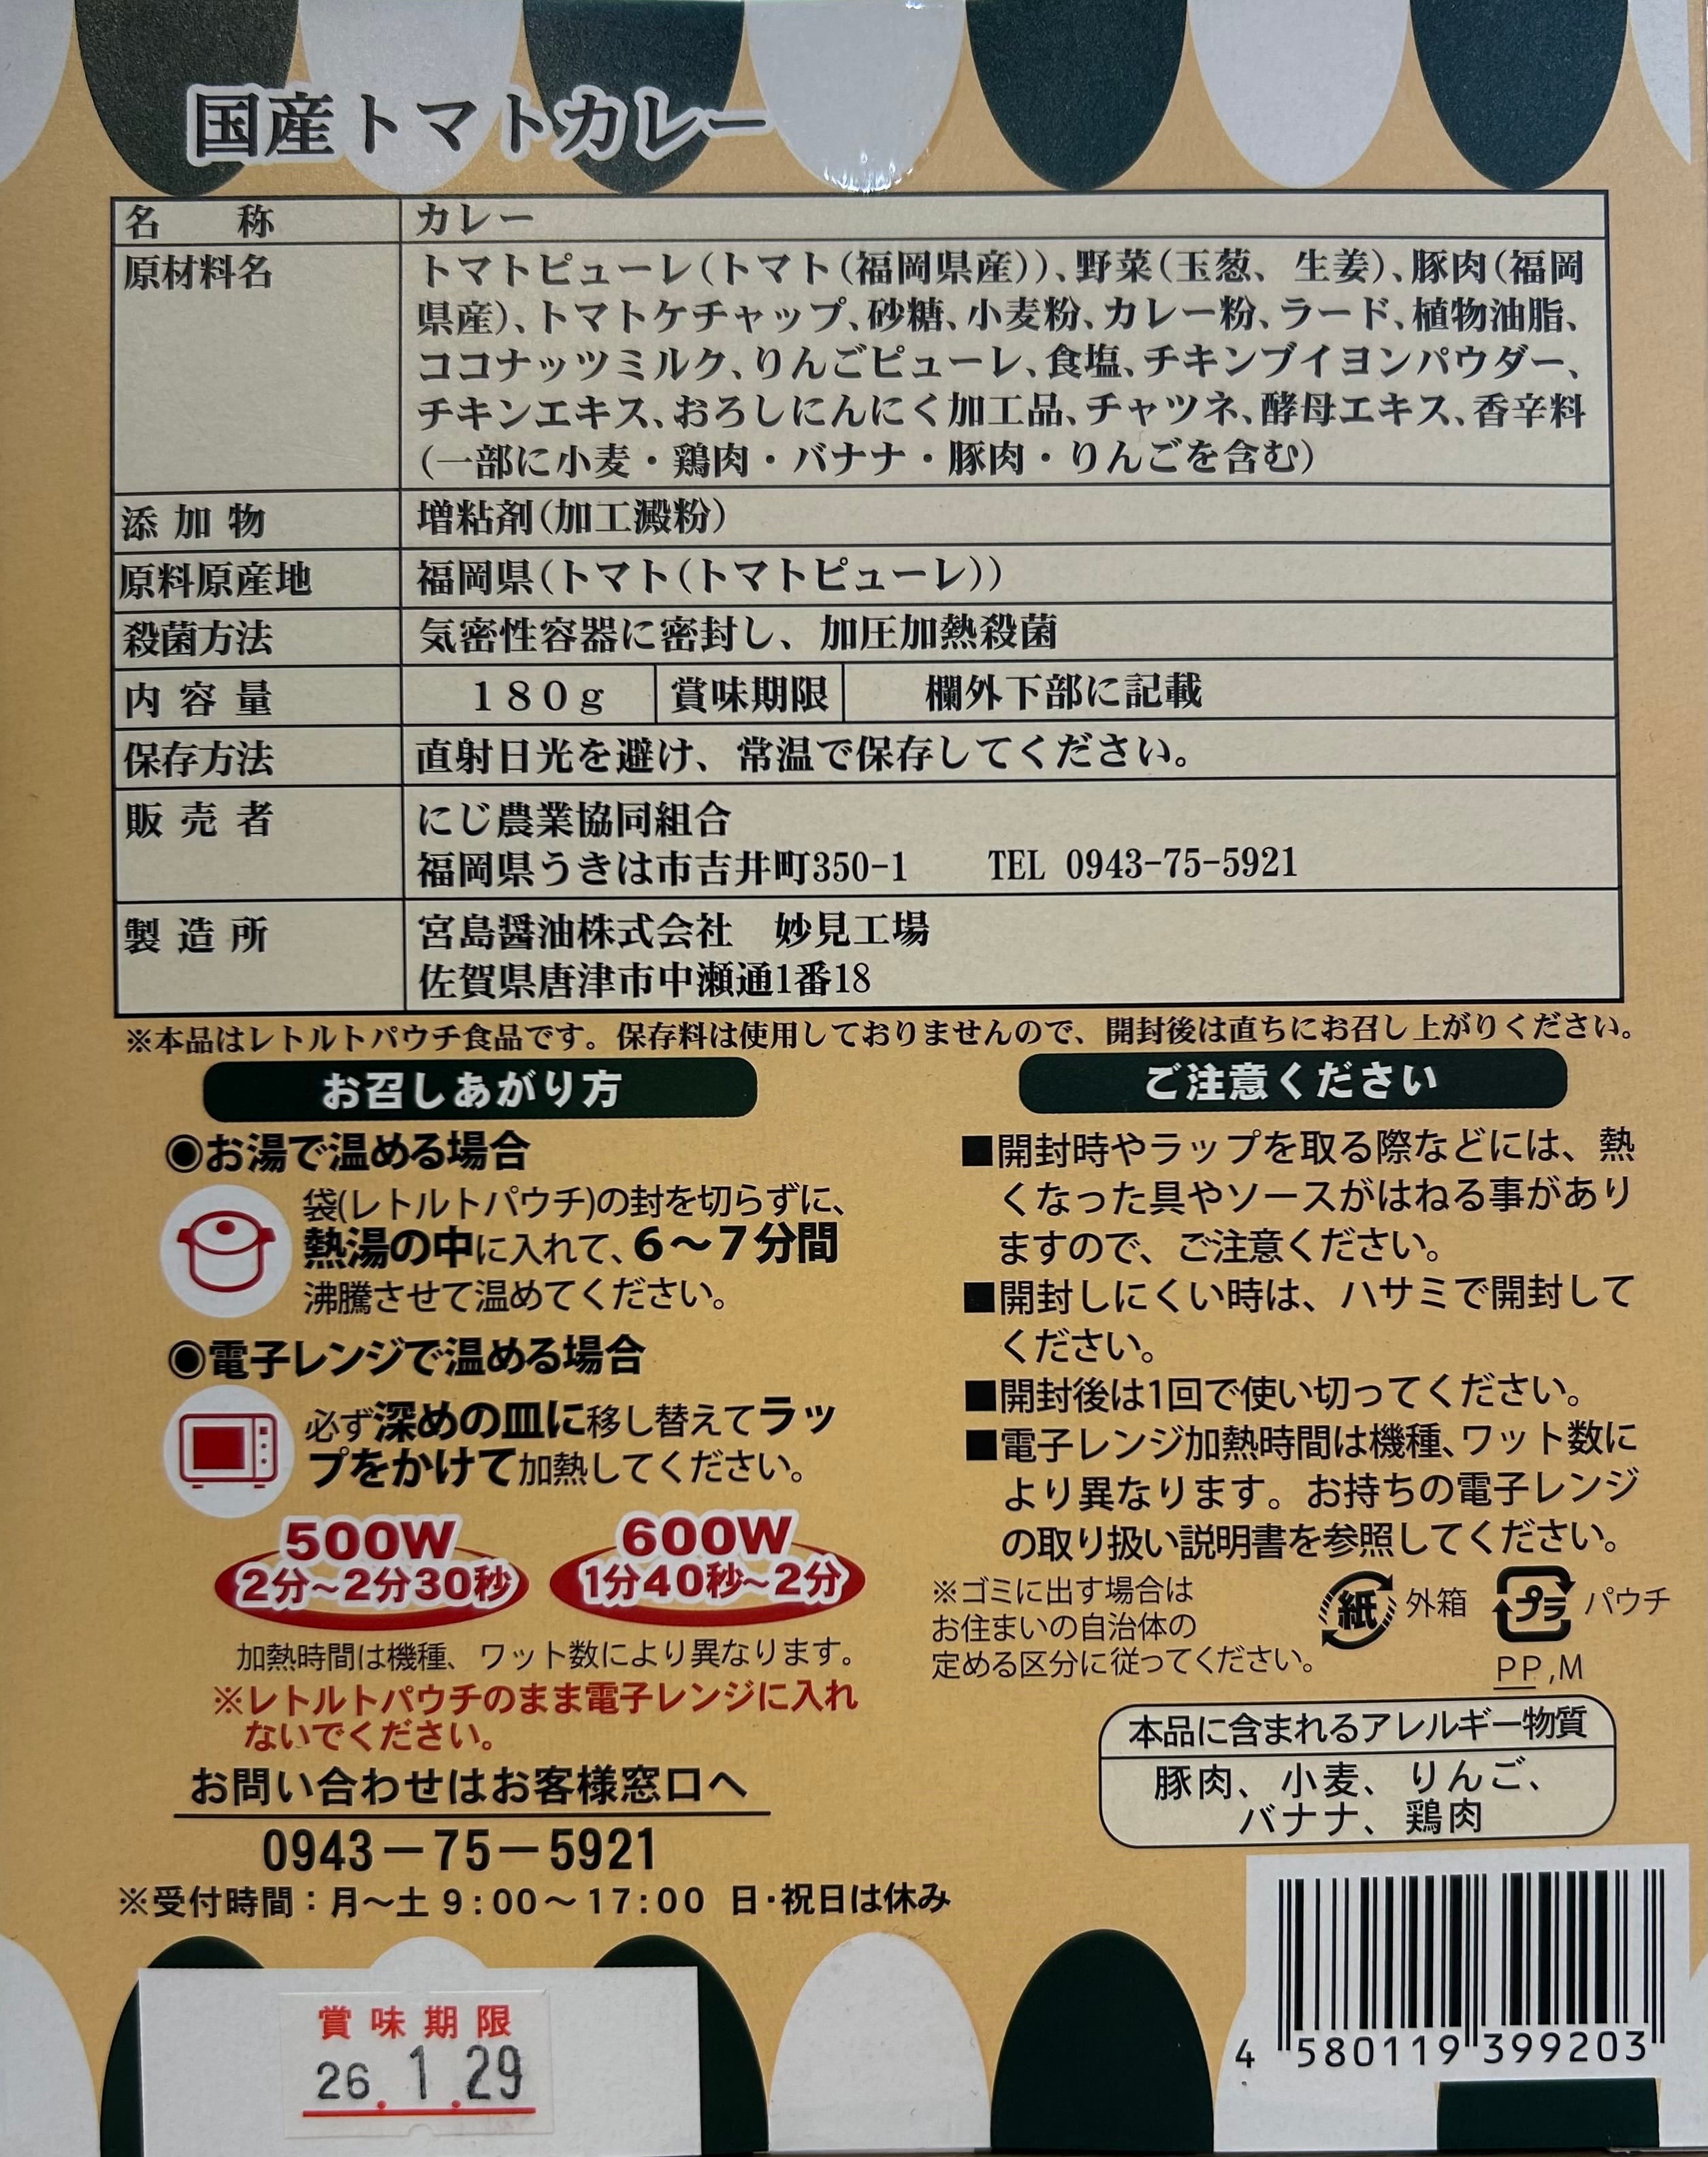 国産トマトカレー
名 称 カレー
原材料名 トマトピューレ(トマト(福岡県産))、野菜(玉葱、生姜)、豚肉(福岡
県産)、トマトケチャップ、砂糖、小麦粉、カレー粉、ラード、植物油脂、
ココナッツミルク、りんごピューレ、食塩、チキンブイヨンパウダー、
チキンエキス、おろしにんにく加工品、チャツネ、酵母エキス、香辛料
(一部に小麦・鶏肉・バナナ・豚肉・りんごを含む)
添加物 増粘剤(加工澱粉)
原料原産地 福岡県(トマト(トマトピューレ))
殺菌方法 気密性容器に密封し、加圧加熱殺菌
内容量 180g 賞味期限 欄外下部に記載
保存方法 直射日光を避け、常温で保存してください。
販売者 にじ農業協同組合
福岡県うきは市吉井町350-1 TEL 0943-75-5921
製造所 宮島醤油株式会社 妙見工場
佐賀県唐津市中瀬通1番18
※本品はレトルトパウチ食品です。保存料は使用しておりませんので、開封後は直ちにお召し上がりください。
お召しあがり方
◉お湯で温める場合
袋(レトルトパウチ)の封を切らずに、
熱湯の中に入れて、6～7分間
沸騰させて温めてください。
◉電子レンジで温める場合
必ず深めの皿に移し替えてラッ
プをかけて加熱してください。
500W
2分～2分30秒
600W
1分40秒～2分
加熱時間は機種、ワット数により異なります。
※レトルトパウチのまま電子レンジに入れ
ないでください。
お問い合わせはお客様窓口へ
0943－75－5921
※受付時間：月～土 9:00～17:00 日・祝日は休み
ご注意ください
■開封時やラップを取る際などには、熱
くなった具やソースがはねる事があり
ますので、ご注意ください。
■開封しにくい時は、ハサミで開封して
ください。
■開封後は1回で使い切ってください。
■電子レンジ加熱時間は機種、ワット数に
より異なります。お持ちの電子レンジ
の取り扱い説明書を参照してください。
※ゴミに出す場合は
お住まいの自治体の
定める区分に従ってください。
紙 外箱 プラ パウチ
PP,M
本品に含まれるアレルギー物質
豚肉、小麦、りんご、
バナナ、鶏肉
賞味期限
26.1.29
4 580119 399203